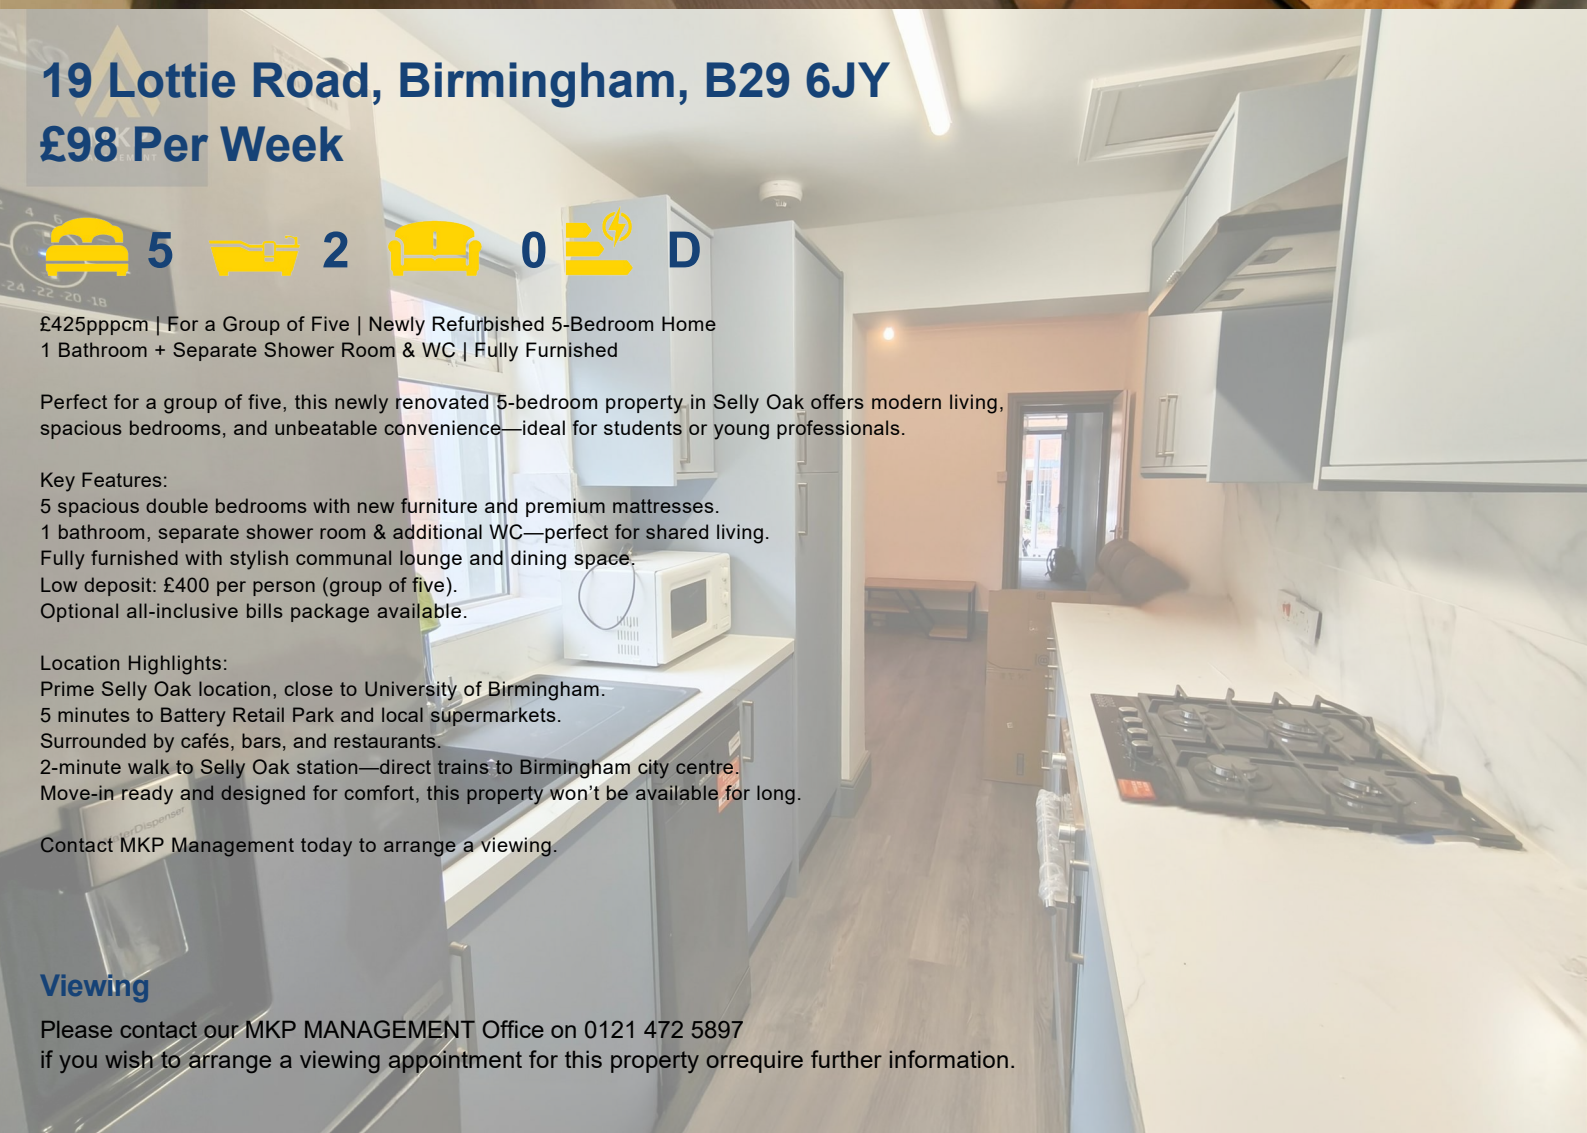 19 Lottie Road, Birmingham, B29 6JY
£98 Per Week
5 2 0 D
£425pppcm | For a Group of Five | Newly Refurbished 5-Bedroom Home
1 Bathroom + Separate Shower Room & WC | Fully Furnished
Perfect for a group of five, this newly renovated 5-bedroom property in Selly Oak offers modern living,
spacious bedrooms, and unbeatable convenience—ideal for students or young professionals.
Key Features:
5 spacious double bedrooms with new furniture and premium mattresses.
1 bathroom, separate shower room & additional WC—perfect for shared living.
Fully furnished with stylish communal lounge and dining space.
Low deposit: £400 per person (group of five).
Optional all-inclusive bills package available.
Location Highlights:
Prime Selly Oak location, close to University of Birmingham.
5 minutes to Battery Retail Park and local supermarkets.
Surrounded by cafés, bars, and restaurants.
2-minute walk to Selly Oak station—direct trains to Birmingham city centre.
Move-in ready and designed for comfort, this property won’t be available for long.
Contact MKP Management today to arrange a viewing.
Viewing
Please contact our MKP MANAGEMENT Office on 0121 472 5897
if you wish to arrange a viewing appointment for this property orrequire further information.